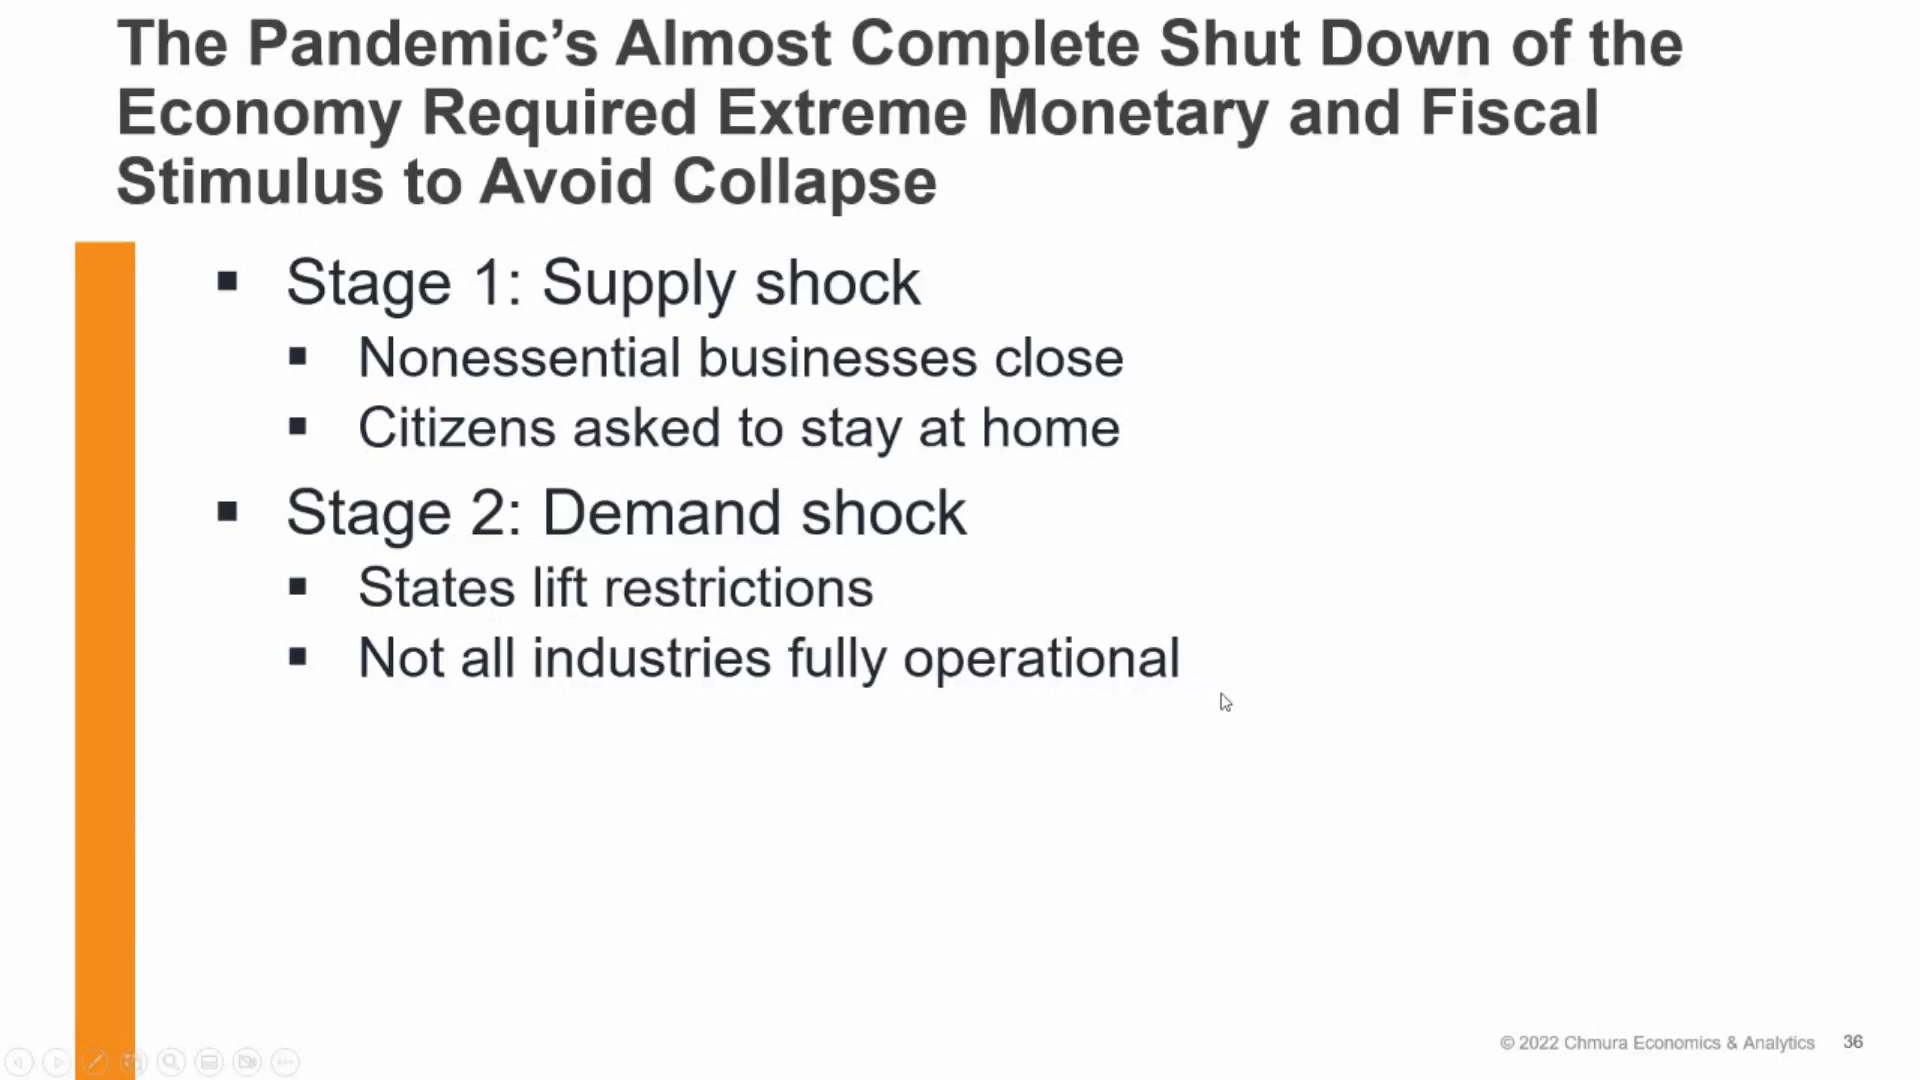 The Pandemic’s Almost Complete Shut Down of the
Economy Required Extreme Monetary and Fiscal
Stimulus to Avoid Collapse
▪ Stage 1: Supply shock
▪ Nonessential businesses close
▪ Citizens asked to stay at home
▪ Stage 2: Demand shock
▪ States lift restrictions
▪ Not all industries fully operational
© 2022 Chmura Economics & Analytics 36